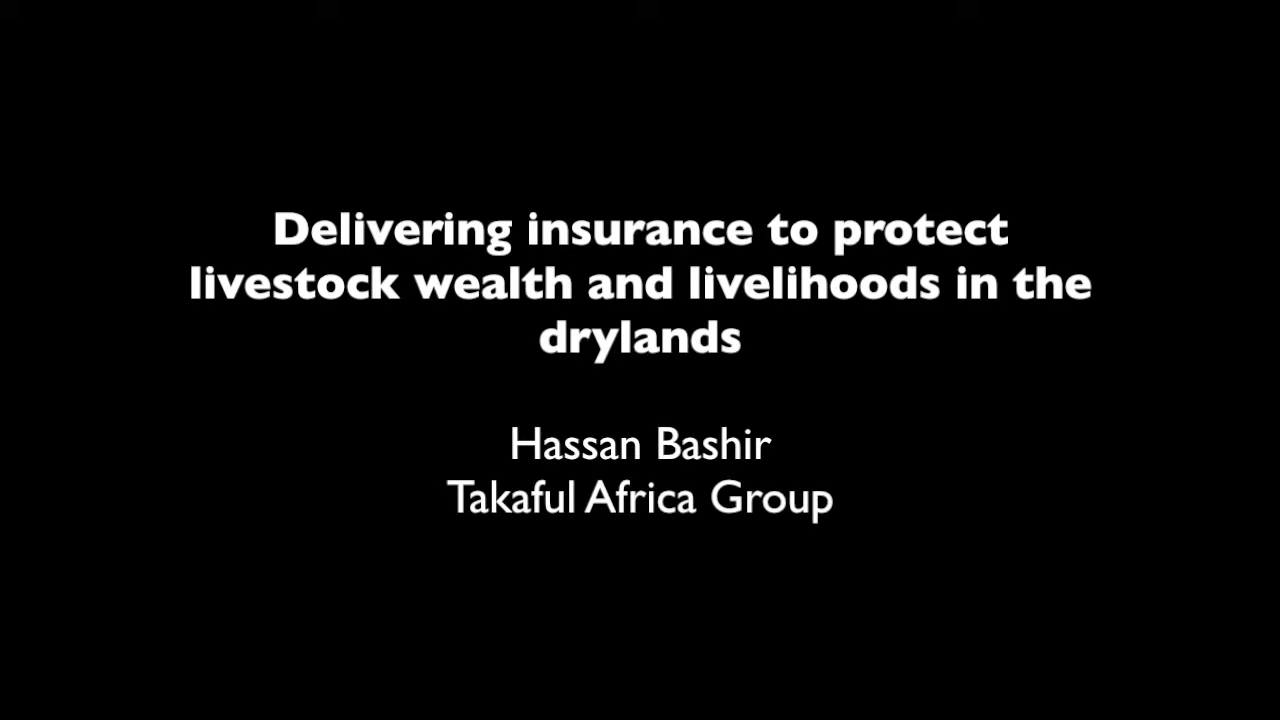 Delivering insurance to protect
livestock wealth and livelihoods in the
drylands
Hassan Bashir
Takaful Africa Group